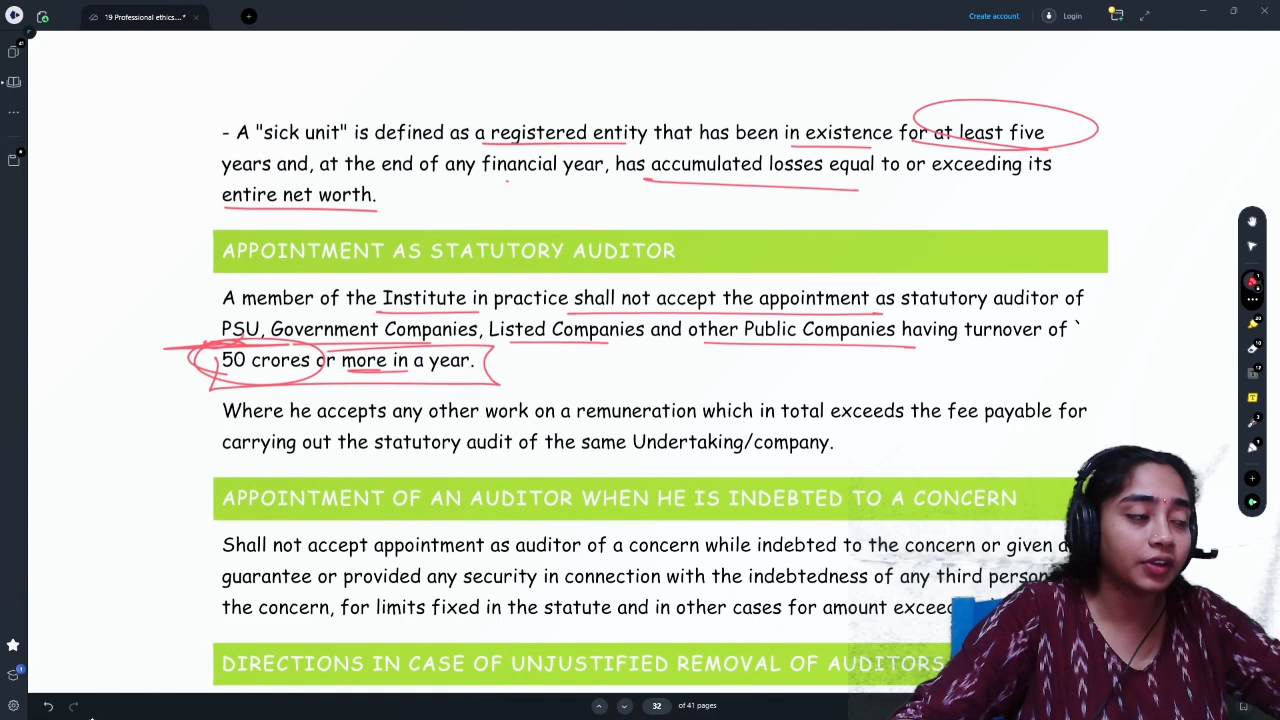 19 Professional ethics....*
Create account
Login
- A "sick unit" is defined as a registered entity that has been in existence for at least five
years and, at the end of any financial year, has accumulated losses equal to or exceeding its
entire net worth.
APPOINTMENT AS STATUTORY AUDITOR
A member of the Institute in practice shall not accept the appointment as statutory auditor of
PSU, Government Companies, Listed Companies and other Public Companies having turnover of `
50 crores or more in a year.
Where he accepts any other work on a remuneration which in total exceeds the fee payable for
carrying out the statutory audit of the same Undertaking/company.
APPOINTMENT OF AN AUDITOR WHEN HE IS INDEBTED TO A CONCERN
Shall not accept appointment as auditor of a concern while indebted to the concern or given a
guarantee or provided any security in connection with the indebtedness of any third person
the concern, for limits fixed in the statute and in other cases for amount
DIRECTIONS IN CASE OF UNJUSTIFIED REMOVAL OF AUDITORS
32 of 41 pages